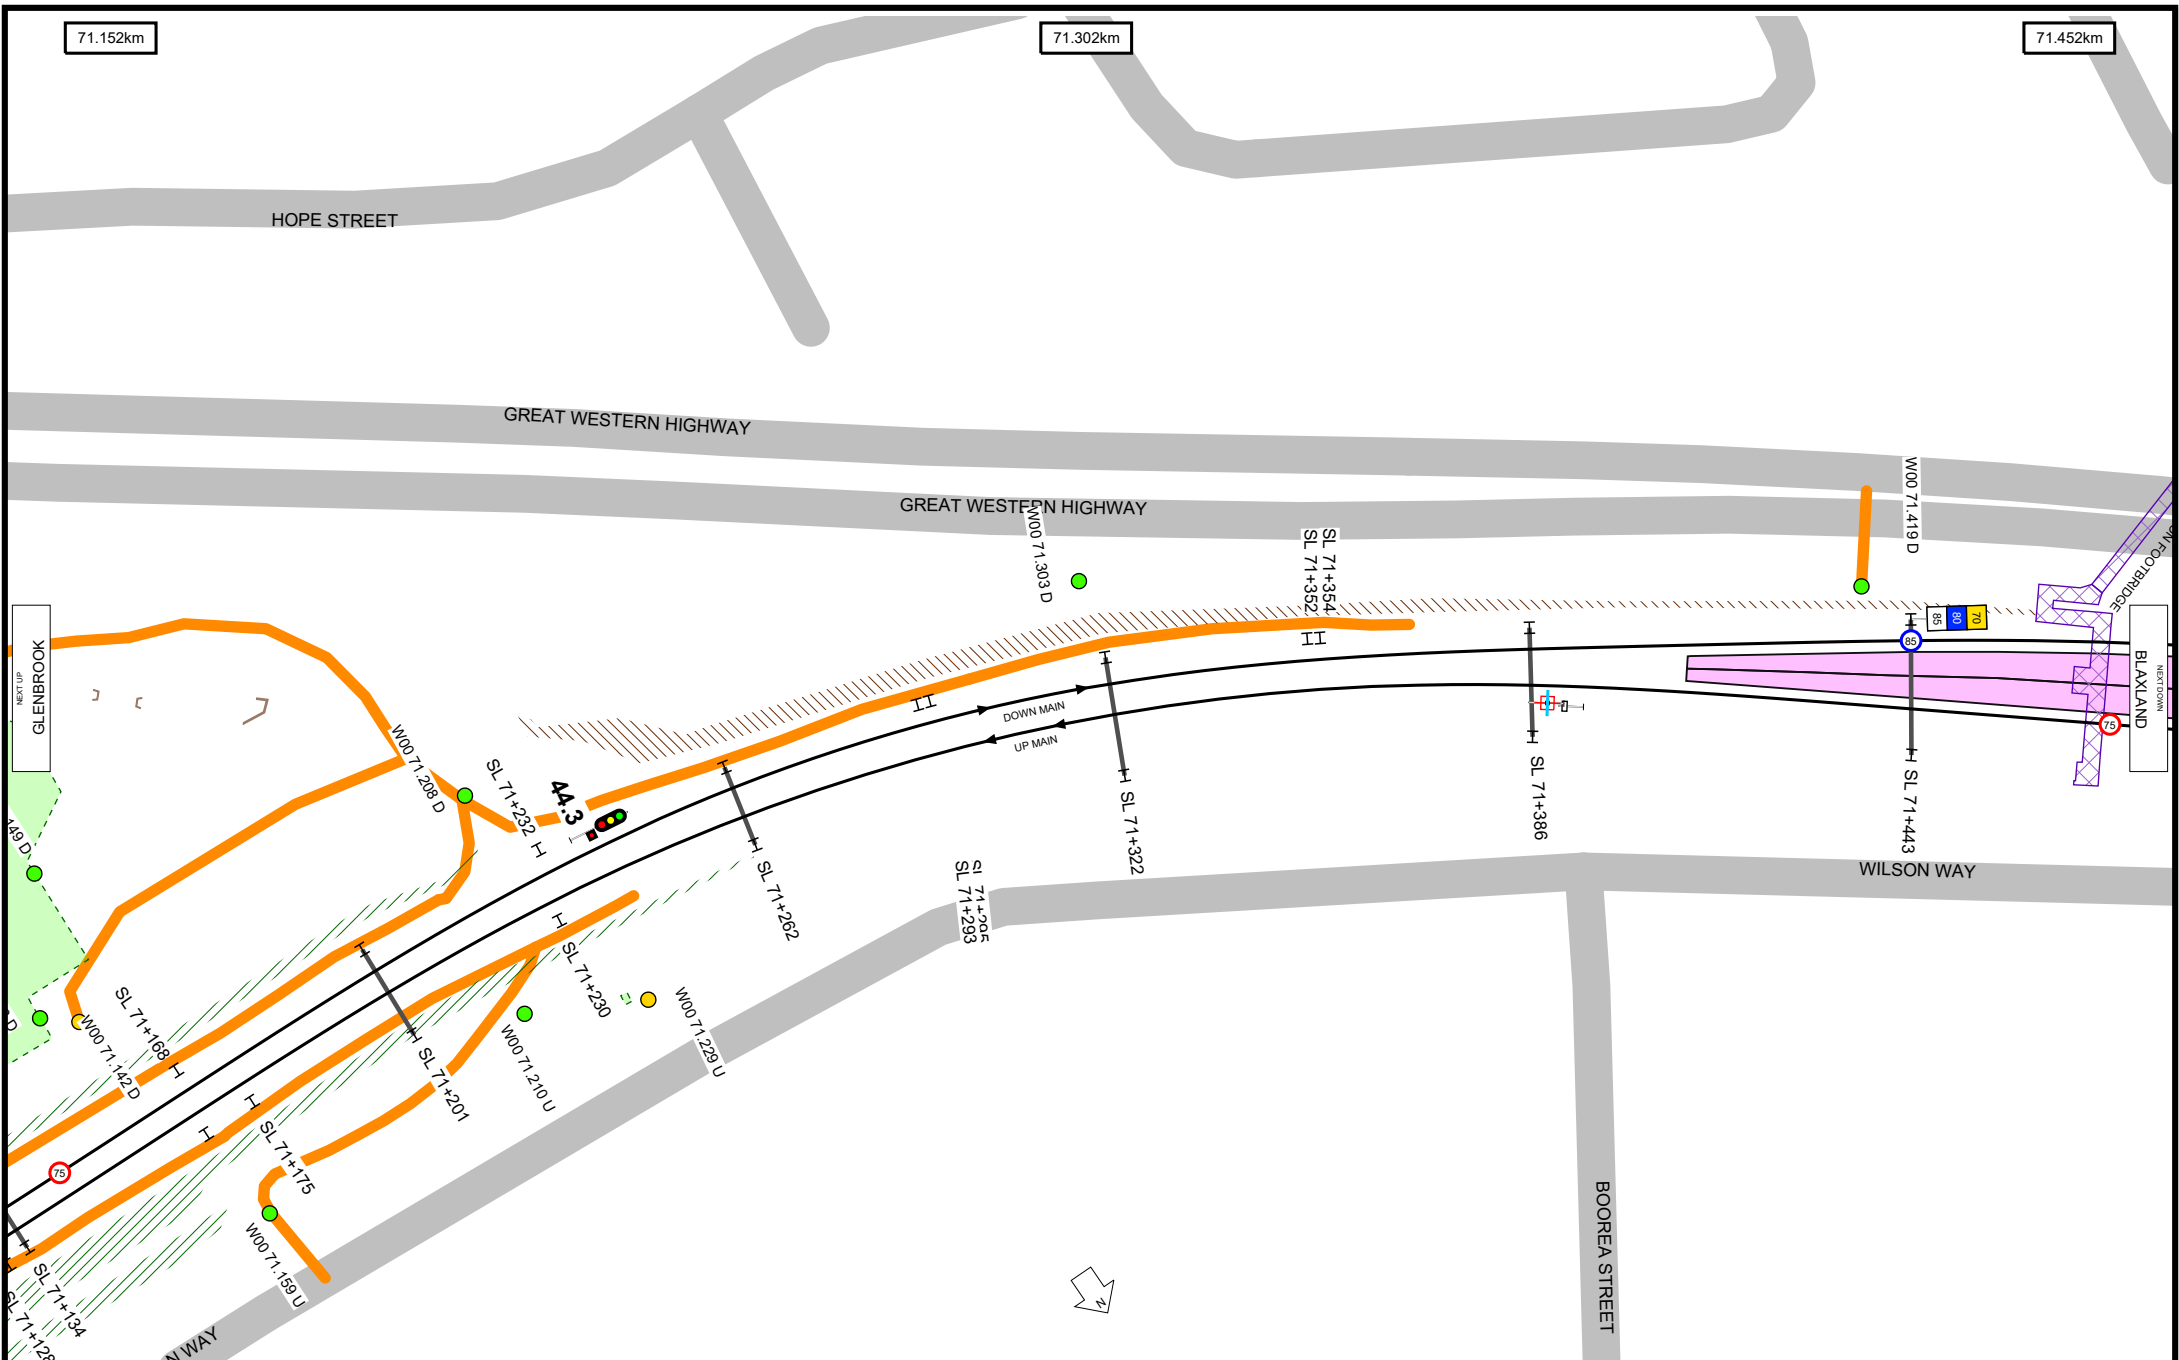 71.152km
71.302km
71.452km
HOPE STREET
GREAT WESTERN HIGHWAY
GREAT WESTERN HIGHWAY
W00 71.419 D
W00 71.303 D
SL 71+354
SL 71+352
FOOTBRIDGE
85
80
70
85
NEXT UP
GLENBROOK
NEXT DOWN
BLAXLAND
DOWN MAIN
UP MAIN
75
W00 71.208 D
SL 71+232
44.3
SL 71+386
SL 71+443
SL 71+322
149 D
SL 71+262
SL 71+293
WILSON WAY
SL 71+230
W00 71.229 U
D
W00 71.142 D
SL 71+168
SL 71+201
W00 71.210 U
SL 71+175
75
W00 71.159 U
BOOREA STREET
SL 71+134
SL 71+128
N WAY
N